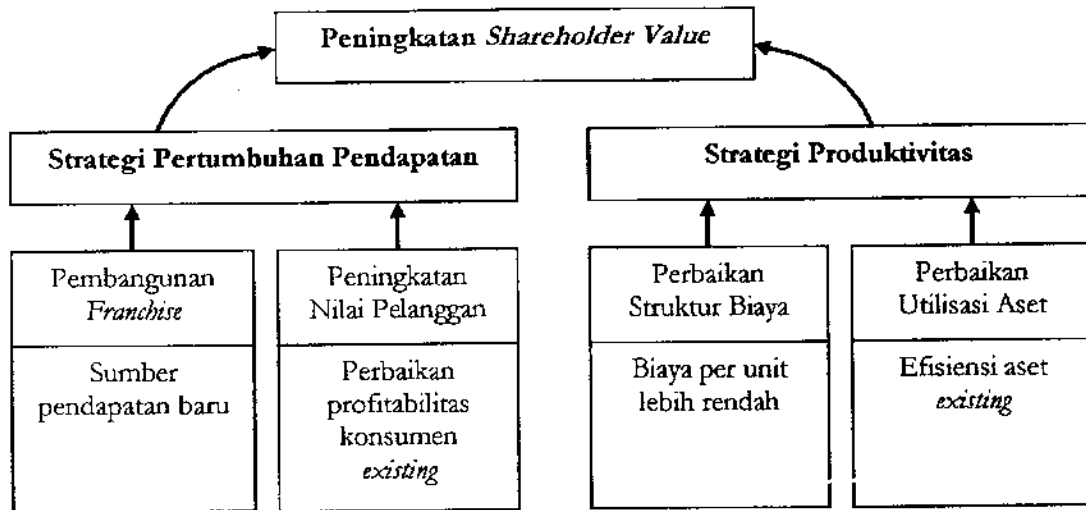 Peningkatan Shareholder Value
Strategi Pertumbuhan Pendapatan
Strategi Produktivitas
Pembangunan
Franchise
Sumber
pendapatan baru
Peningkatan
Nilai Pelanggan
Perbaikan
profitabilitas
konsumen
existing
Perbaikan
Struktur Biaya
Biaya per unit
lebih rendah
Perbaikan
Utilisasi Aset
Efisiensi aset
existing